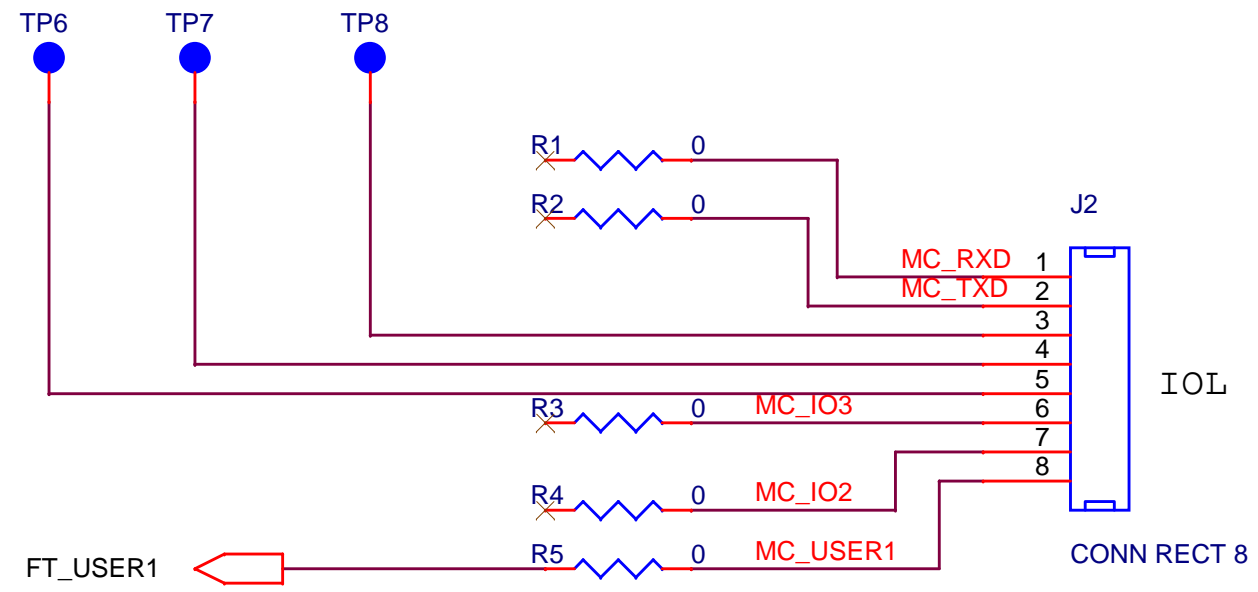 TP6 TP7 TP8
R1 0
R2 0
J2
MC_RXD 1
MC_TXD 2
3
4
5
IOL
R3 0 MC_IO3 6
7
8
R4 0 MC_IO2
R5 0 MC_USER1
CONN RECT 8
FT_USER1